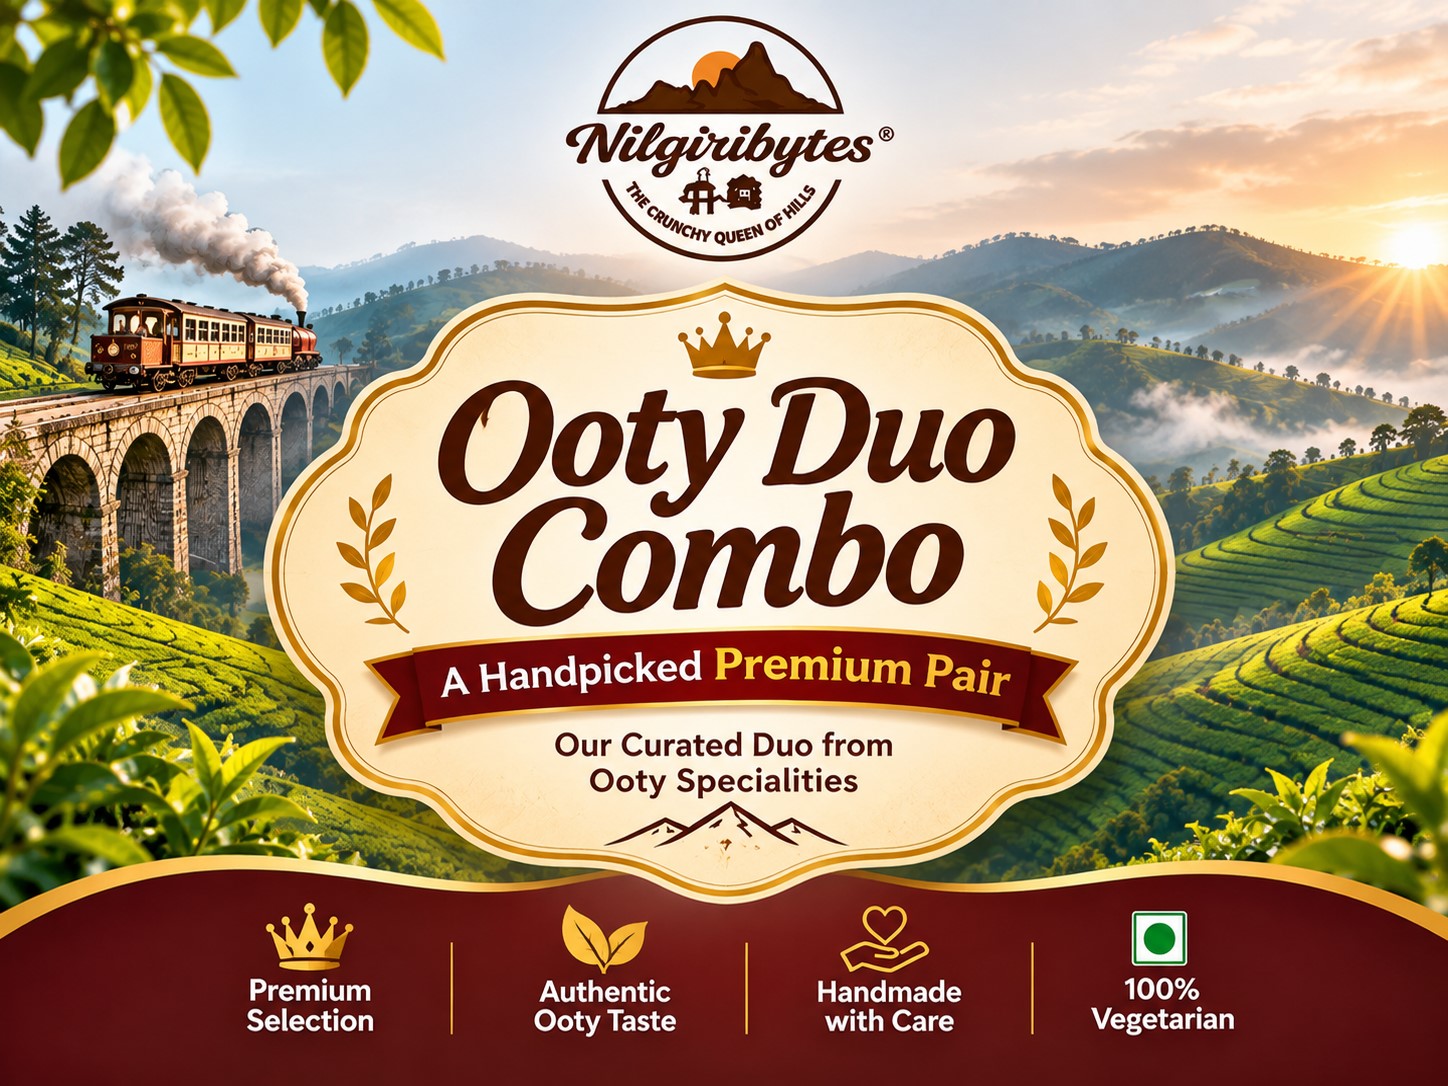 Nilgiribytes®
THE CRUNCHY QUEEN OF HILLS
Ooty Duo
Combo
A Handpicked Premium Pair
Our Curated Duo from
Ooty Specialities
Premium
Selection
Authentic
Ooty Taste
Handmade
with Care
100%
Vegetarian